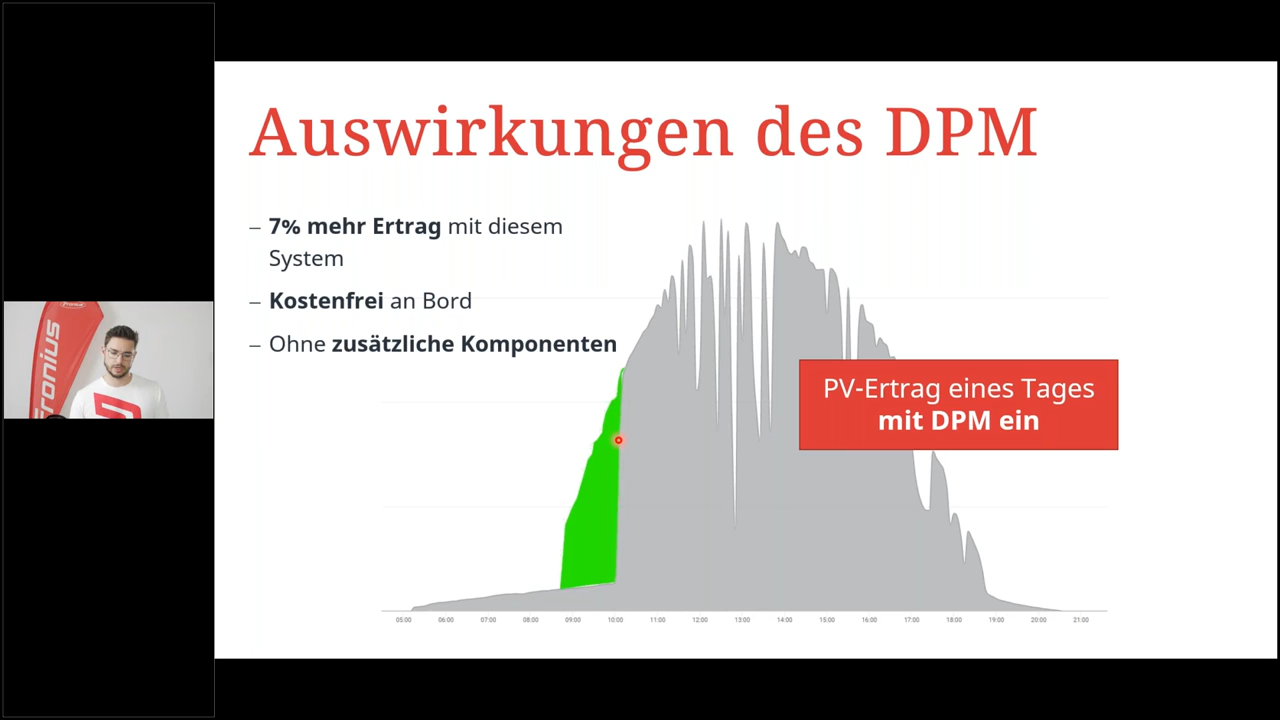 Auswirkungen des DPM
– 7% mehr Ertrag mit diesem
System
– Kostenfrei an Bord
– Ohne zusätzliche Komponenten
PV-Ertrag eines Tages
mit DPM ein
05:00 06:00 07:00 08:00 09:00 10:00 11:00 12:00 13:00 14:00 15:00 16:00 17:00 18:00 19:00 20:00 21:00
Fronius
fronius